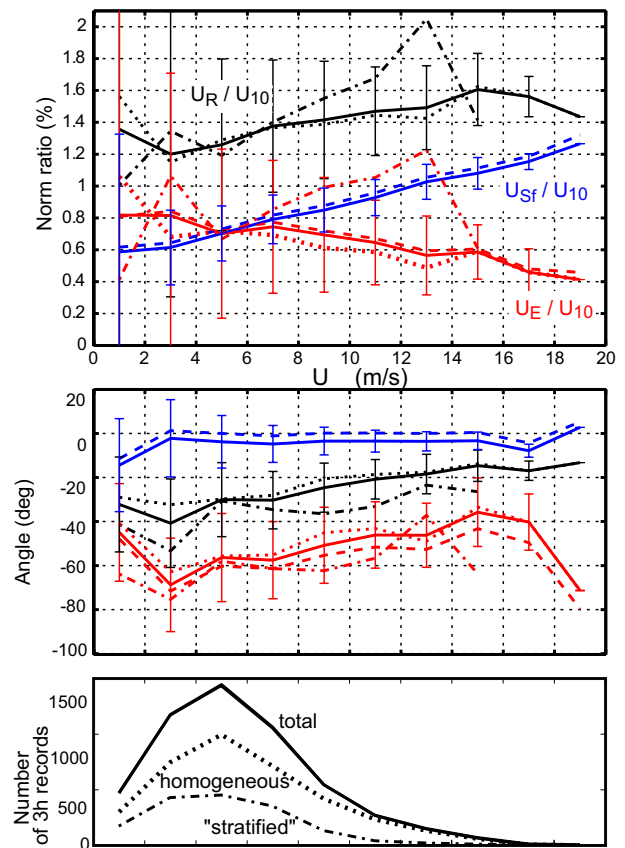 2
1.8
1.6
1.4
1.2
1
0.8
0.6
0.4
0.2
0
Norm ratio (%)
U_R / U_10
U_Sf / U_10
U_E / U_10
0 2 4 6 8 10 12 14 16 18 20
U (m/s)
20
0
-20
-40
-60
-80
-100
Angle (deg)
1500
1000
500
0
Number
of 3h records
total
homogeneous
"stratified"